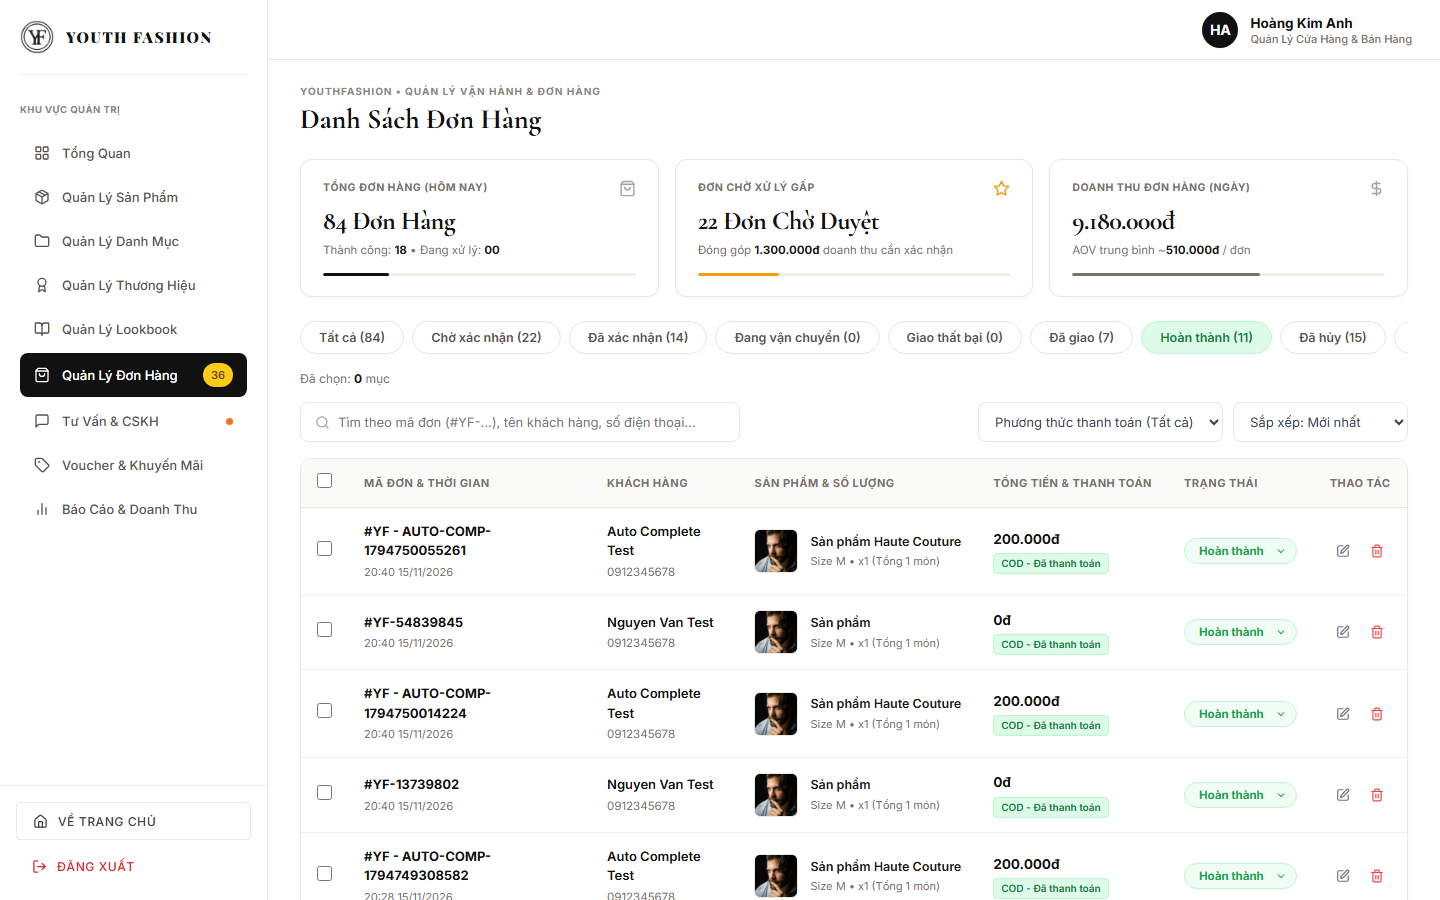 YF YOUTH FASHION
KHU VỰC QUẢN TRỊ
Tổng Quan
Quản Lý Sản Phẩm
Quản Lý Danh Mục
Quản Lý Thương Hiệu
Quản Lý Lookbook
Quản Lý Đơn Hàng 36
Tư Vấn & CSKH
Voucher & Khuyến Mãi
Báo Cáo & Doanh Thu
VỀ TRANG CHỦ
ĐĂNG XUẤT
HA
Hoàng Kim Anh
Quản Lý Cửa Hàng & Bán Hàng
YOUTHFASHION • QUẢN LÝ VẬN HÀNH & ĐƠN HÀNG
Danh Sách Đơn Hàng
TỔNG ĐƠN HÀNG (HÔM NAY)
84 Đơn Hàng
Thành công: 18 • Đang xử lý: 00
ĐƠN CHỜ XỬ LÝ GẤP
22 Đơn Chờ Duyệt
Đóng góp 1.300.000đ doanh thu cần xác nhận
DOANH THU ĐƠN HÀNG (NGÀY)
9.180.000đ
AOV trung bình ~510.000đ / đơn
Tất cả (84) Chờ xác nhận (22) Đã xác nhận (14) Đang vận chuyển (0) Giao thất bại (0) Đã giao (7) Hoàn thành (11) Đã hủy (15)
Đã chọn: 0 mục
Tìm theo mã đơn (#YF-...), tên khách hàng, số điện thoại...
Phương thức thanh toán (Tất cả) Sắp xếp: Mới nhất
MÃ ĐƠN & THỜI GIAN KHÁCH HÀNG SẢN PHẨM & SỐ LƯỢNG TỔNG TIỀN & THANH TOÁN TRẠNG THÁI THAO TÁC
#YF - AUTO-COMP-
1794750055261
20:40 15/11/2026
Auto Complete
Test
0912345678
Sản phẩm Haute Couture
Size M • x1 (Tổng 1 món)
200.000đ
COD - Đã thanh toán
Hoàn thành
#YF-54839845
20:40 15/11/2026
Nguyen Van Test
0912345678
Sản phẩm
Size M • x1 (Tổng 1 món)
0đ
COD - Đã thanh toán
Hoàn thành
#YF - AUTO-COMP-
1794750014224
20:40 15/11/2026
Auto Complete
Test
0912345678
Sản phẩm Haute Couture
Size M • x1 (Tổng 1 món)
200.000đ
COD - Đã thanh toán
Hoàn thành
#YF-13739802
20:40 15/11/2026
Nguyen Van Test
0912345678
Sản phẩm
Size M • x1 (Tổng 1 món)
0đ
COD - Đã thanh toán
Hoàn thành
#YF - AUTO-COMP-
1794749308582
20:28 15/11/2026
Auto Complete
Test
0912345678
Sản phẩm Haute Couture
Size M • x1 (Tổng 1 món)
200.000đ
COD - Đã thanh toán
Hoàn thành